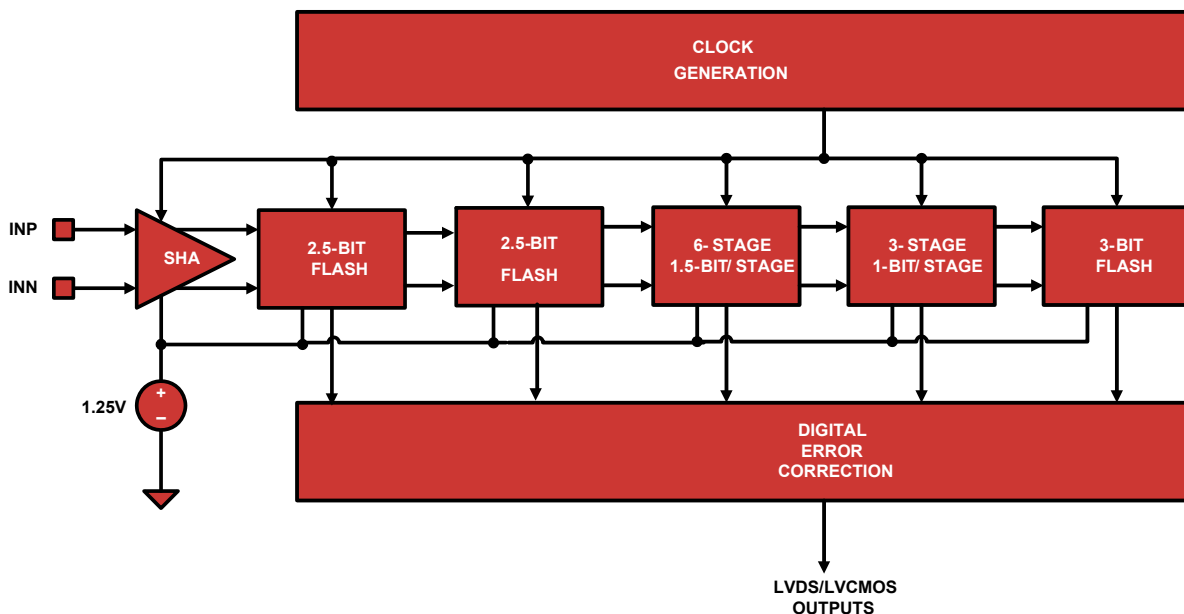 CLOCK
GENERATION
INP
INN
SHA
2.5-BIT
FLASH
2.5-BIT
FLASH
6- STAGE
1.5-BIT/ STAGE
3- STAGE
1-BIT/ STAGE
3-BIT
FLASH
1.25V
+
–
DIGITAL
ERROR
CORRECTION
LVDS/LVCMOS
OUTPUTS